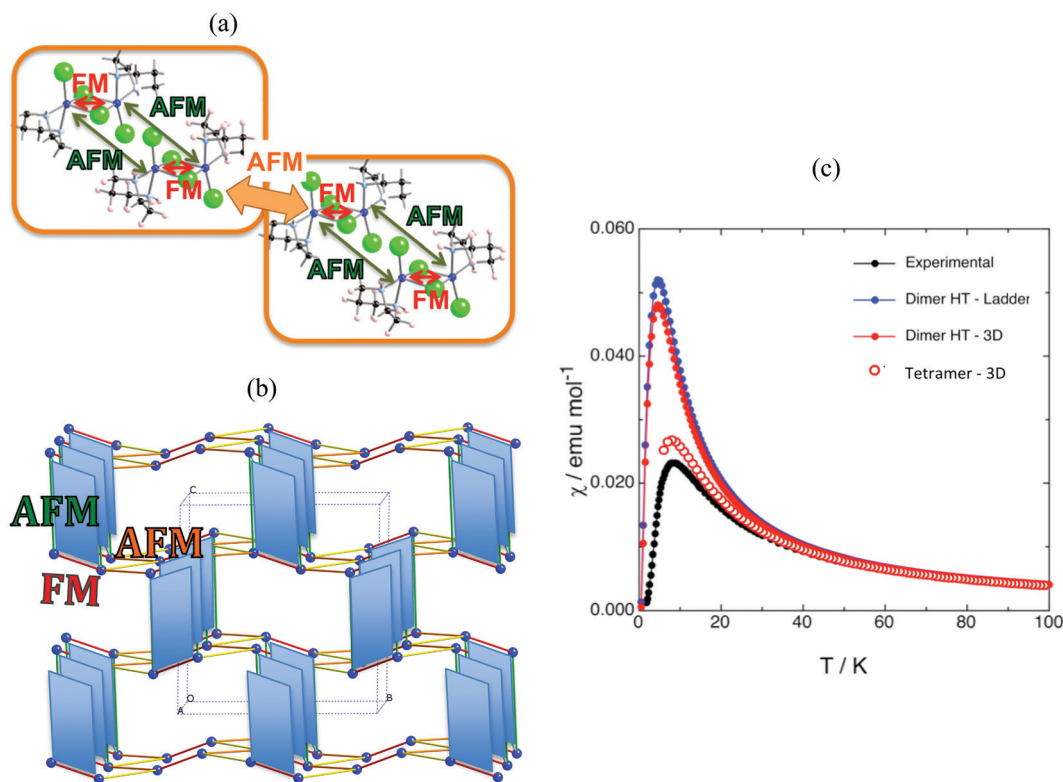 (a)
FM
AFM
AFM
FM
AFM
FM
AFM
AFM
FM
(b)
AFM
AFM
FM
C
O
A
B
(c)
0.060
0.040
0.020
0.000
χ / emu mol⁻¹
Experimental
Dimer HT - Ladder
Dimer HT - 3D
Tetramer - 3D
0 20 40 60 80 100
T / K